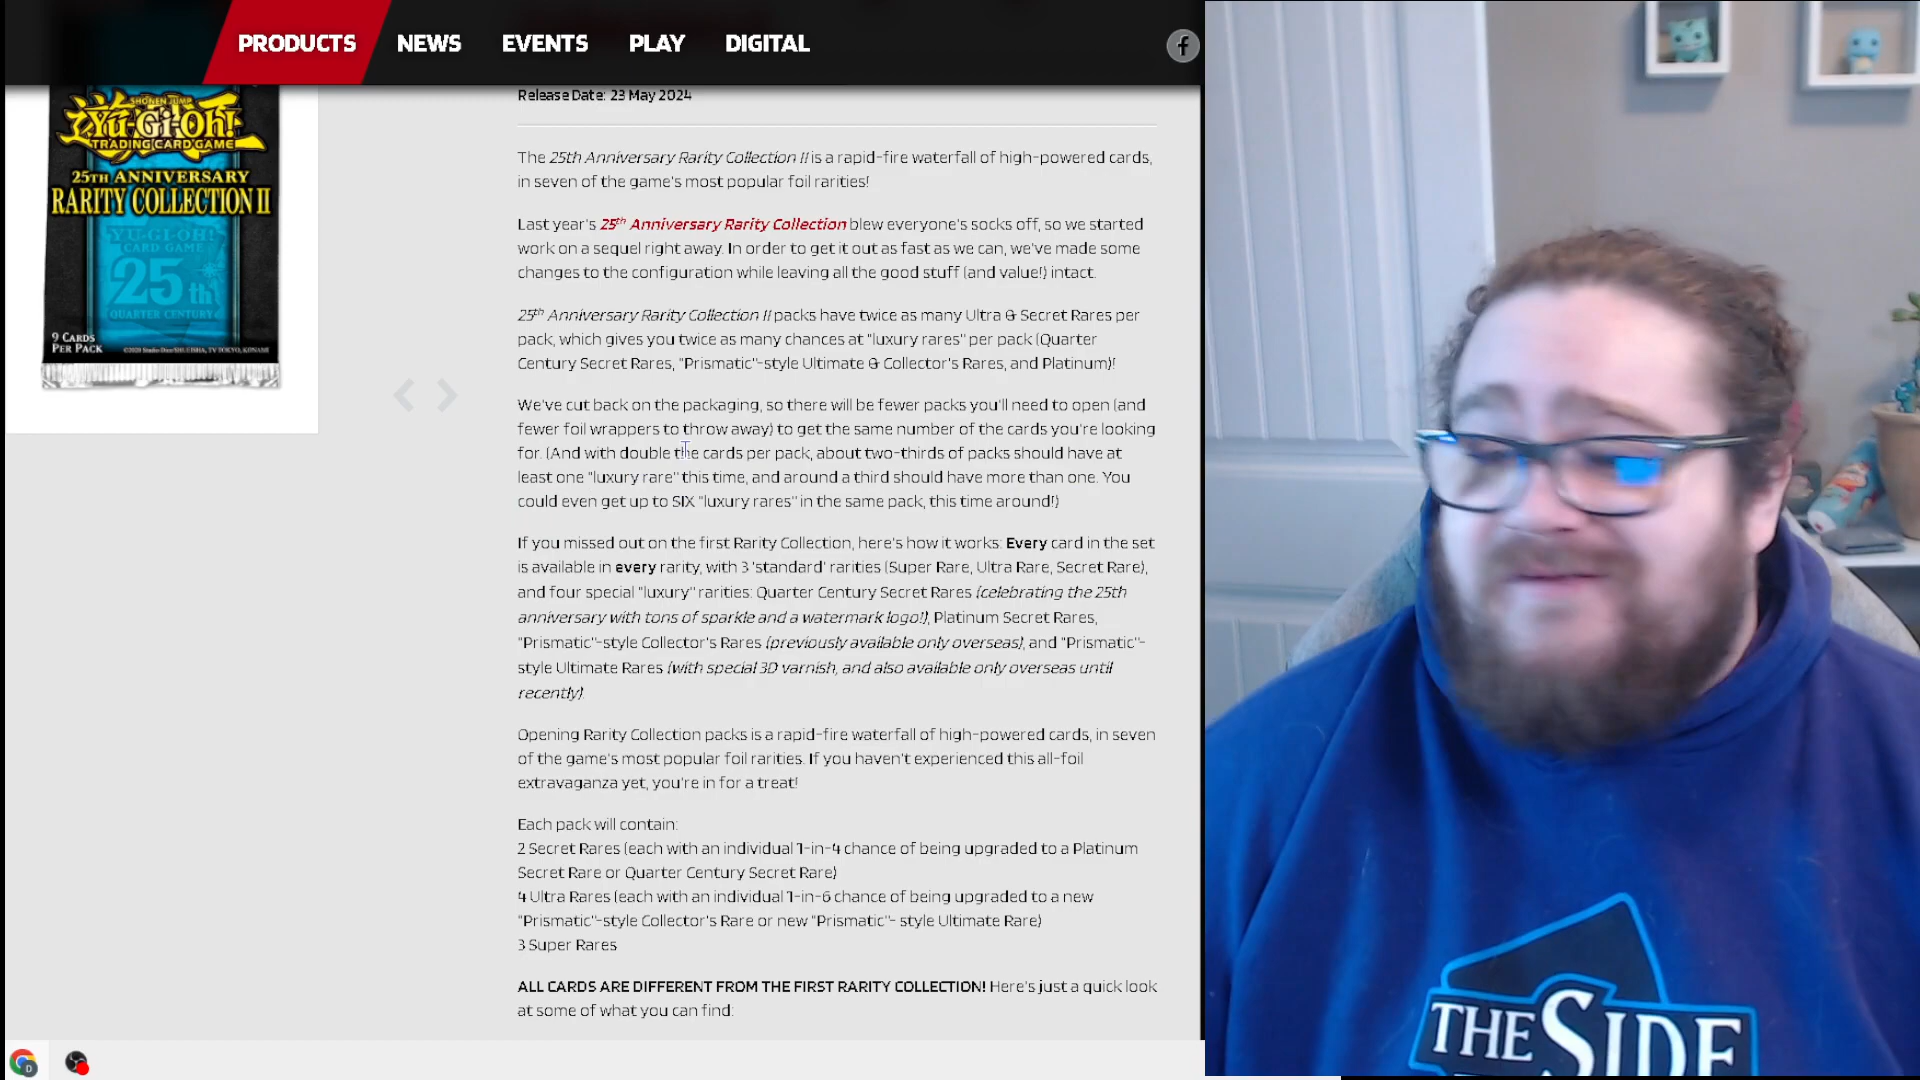 PRODUCTS NEWS EVENTS PLAY DIGITAL
f
SHONEN JUMP
遊☆戯☆王
Yu-Gi-Oh!
TRADING CARD GAME
25TH ANNIVERSARY
RARITY COLLECTION II
YU-GI-OH!
CARD GAME
25th
QUARTER CENTURY
9 CARDS
PER PACK
©2020 Studio Dice/SHUEISHA, TV TOKYO, KONAMI
Release Date: 23 May 2024
The 25th Anniversary Rarity Collection II is a rapid-fire waterfall of high-powered cards,
in seven of the game's most popular foil rarities!
Last year's 25th Anniversary Rarity Collection blew everyone's socks off, so we started
work on a sequel right away. In order to get it out as fast as we can, we've made some
changes to the configuration while leaving all the good stuff (and value!) intact.
25th Anniversary Rarity Collection II packs have twice as many Ultra & Secret Rares per
pack, which gives you twice as many chances at "luxury rares" per pack (Quarter
Century Secret Rares, "Prismatic"-style Ultimate & Collector's Rares, and Platinum)!
We've cut back on the packaging, so there will be fewer packs you'll need to open (and
fewer foil wrappers to throw away) to get the same number of the cards you're looking
for. (And with double the cards per pack, about two-thirds of packs should have at
least one "luxury rare" this time, and around a third should have more than one. You
could even get up to SIX "luxury rares" in the same pack, this time around!)
If you missed out on the first Rarity Collection, here's how it works: Every card in the set
is available in every rarity, with 3 'standard' rarities (Super Rare, Ultra Rare, Secret Rare),
and four special "luxury" rarities: Quarter Century Secret Rares (celebrating the 25th
anniversary with tons of sparkle and a watermark logo!), Platinum Secret Rares,
"Prismatic"-style Collector's Rares (previously available only overseas), and "Prismatic"-
style Ultimate Rares (with special 3D varnish, and also available only overseas until
recently).
Opening Rarity Collection packs is a rapid-fire waterfall of high-powered cards, in seven
of the game's most popular foil rarities. If you haven't experienced this all-foil
extravaganza yet, you're in for a treat!
Each pack will contain:
2 Secret Rares (each with an individual 1-in-4 chance of being upgraded to a Platinum
Secret Rare or Quarter Century Secret Rare)
4 Ultra Rares (each with an individual 1-in-6 chance of being upgraded to a new
"Prismatic"-style Collector's Rare or new "Prismatic"- style Ultimate Rare)
3 Super Rares
ALL CARDS ARE DIFFERENT FROM THE FIRST RARITY COLLECTION! Here's just a quick look
at some of what you can find:
D
THE SIDE